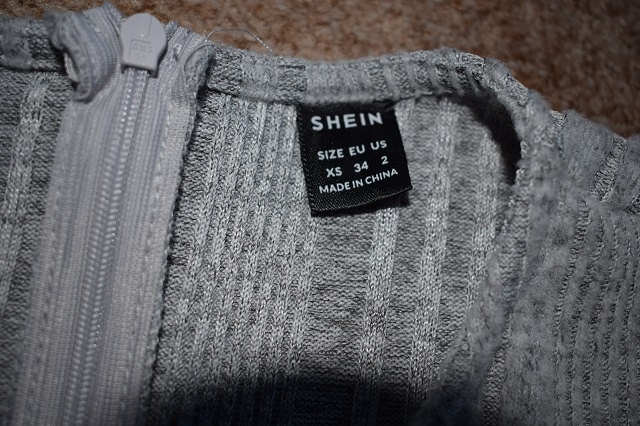 SHEIN
SIZE EU US
XS 34 2
MADE IN CHINA